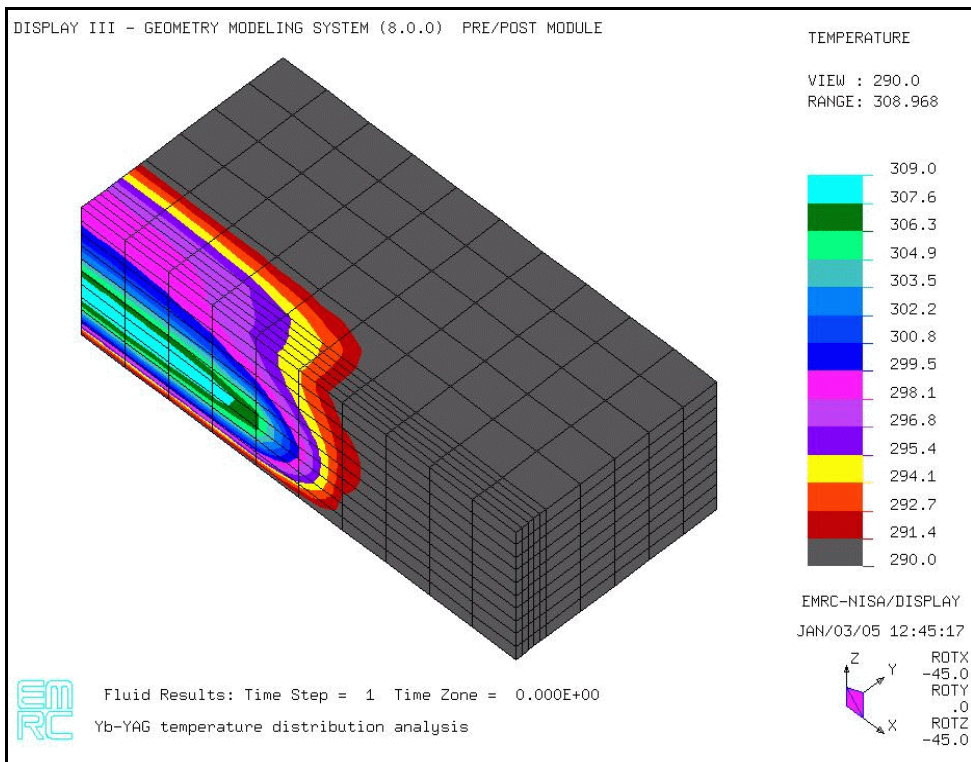 DISPLAY III - GEOMETRY MODELING SYSTEM (8.0.0) PRE/POST MODULE
TEMPERATURE
VIEW : 290.0
RANGE: 308.968
309.0
307.6
306.3
304.9
303.5
302.2
300.8
299.5
298.1
296.8
295.4
294.1
292.7
291.4
290.0
EMRC-NISA/DISPLAY
JAN/03/05 12:45:17
Z
Y
X
ROTX
-45.0
ROTY
.0
ROTZ
-45.0
EM
RC
Fluid Results: Time Step = 1 Time Zone = 0.000E+00
Yb-YAG temperature distribution analysis